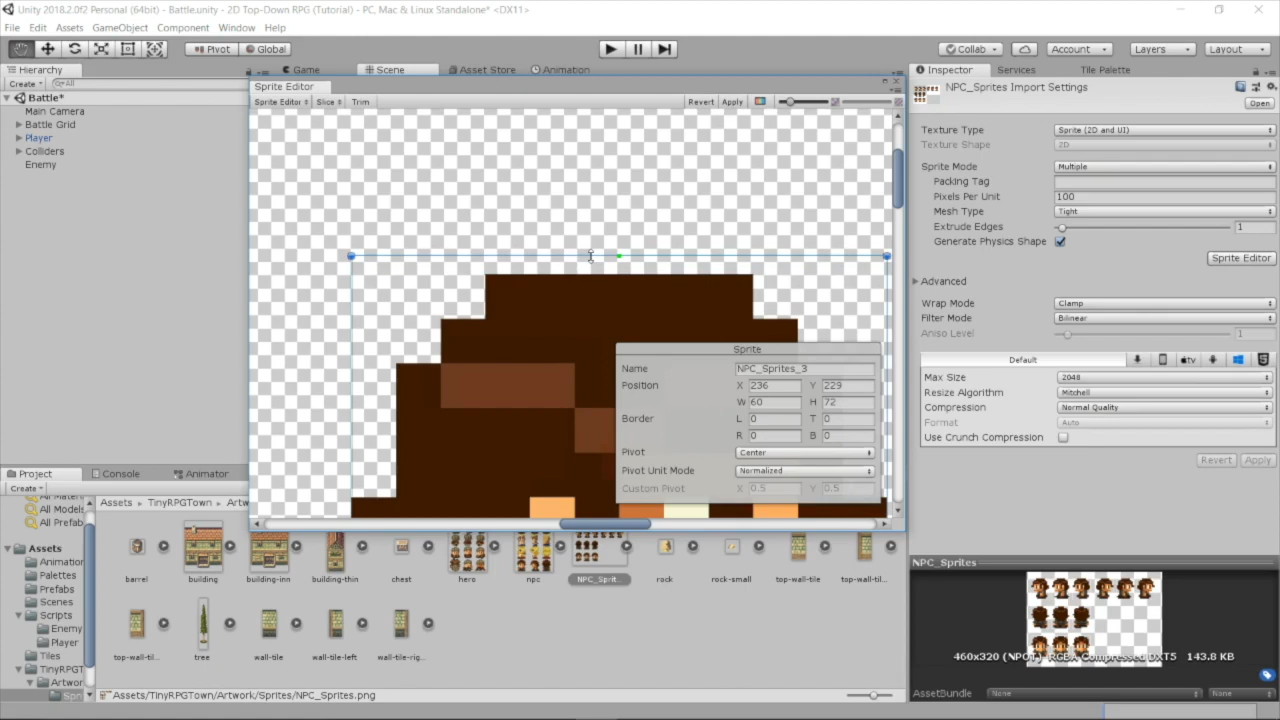 Unity 2018.2.0f2 Personal (64bit) - Battle.unity - 2D Top-Down RPG (Tutorial) - PC, Mac & Linux Standalone* <DX11>
File Edit Assets GameObject Component Window Help
Pivot Global Collab Account Layers Layout
Hierarchy Game Scene Asset Store Animation Inspector Services Tile Palette
Create All
Battle*
Main Camera
Battle Grid
Player
Colliders
Enemy
Sprite Editor
Sprite Editor Slice Trim Revert Apply
Sprite
Name NPC_Sprites_3
Position X 236 Y 229
W 60 H 72
Border L 0 T 0
R 0 B 0
Pivot Center
Pivot Unit Mode Normalized
Custom Pivot X 0.5 Y 0.5
NPC_Sprites Import Settings
Open
Texture Type Sprite (2D and UI)
Texture Shape 2D
Sprite Mode Multiple
Packing Tag
Pixels Per Unit 100
Mesh Type Tight
Extrude Edges 1
Generate Physics Shape
Sprite Editor
Advanced
Wrap Mode Clamp
Filter Mode Bilinear
Aniso Level 1
Default tv
Max Size 2048
Resize Algorithm Mitchell
Compression Normal Quality
Format Auto
Use Crunch Compression
Revert Apply
Project Console Animator
Create
All Models
All Prefab
Assets
Animation
Palettes
Prefabs
Scenes
Scripts
Enemy
Player
Tiles
TinyRPGT
Artwor
Spri
Assets TinyRPGTown Artw
barrel building building-inn building-thin chest hero npc NPC_Sprit... rock rock-small top-wall-tile top-wall-til...
top-wall-til... tree wall-tile wall-tile-left wall-tile-rig...
Assets/TinyRPGTown/Artwork/Sprites/NPC_Sprites.png
NPC_Sprites
460x320 (NPOT) RGBA Compressed DXT5 143.8 KB
AssetBundle None None